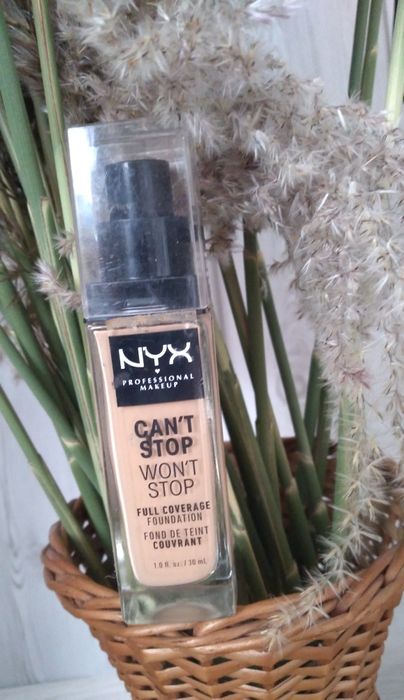 NYX
PROFESSIONAL
MAKEUP
CAN'T
STOP
WON'T
STOP
FULL COVERAGE
FOUNDATION
FOND DE TEINT
COUVRANT
1.0 fl. oz. / 30 mL